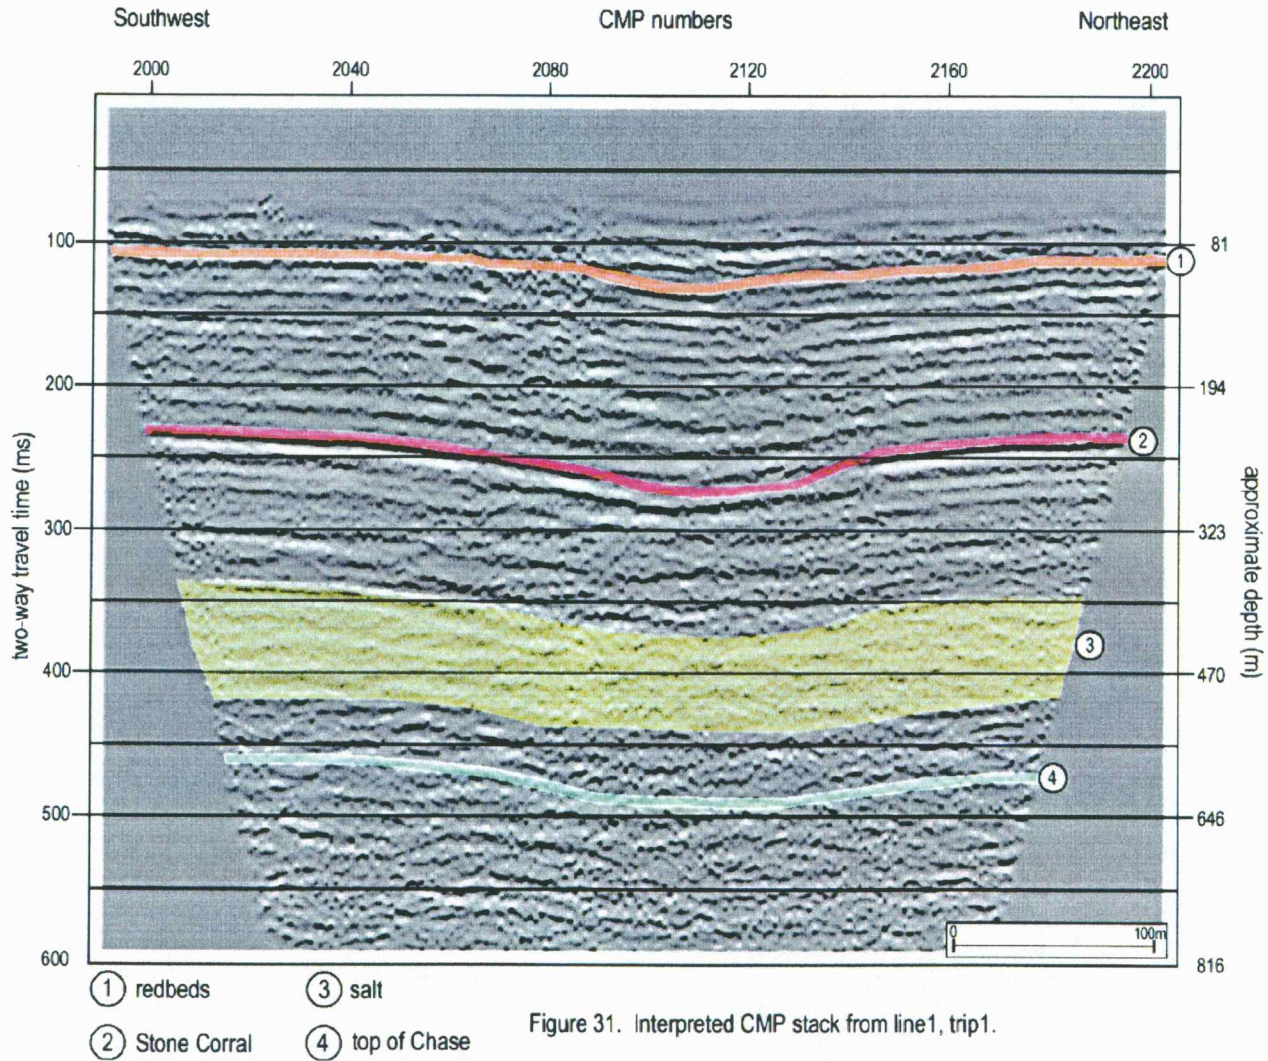 Southwest CMP numbers Northeast
2000 2040 2080 2120 2160 2200
100 81
1
200 194
2
two-way travel time (ms)
300 323
approximate depth (m)
3
400 470
4
500 646
0 100m
600 816
1 redbeds 3 salt
2 Stone Corral 4 top of Chase
Figure 31. Interpreted CMP stack from line1, trip1.